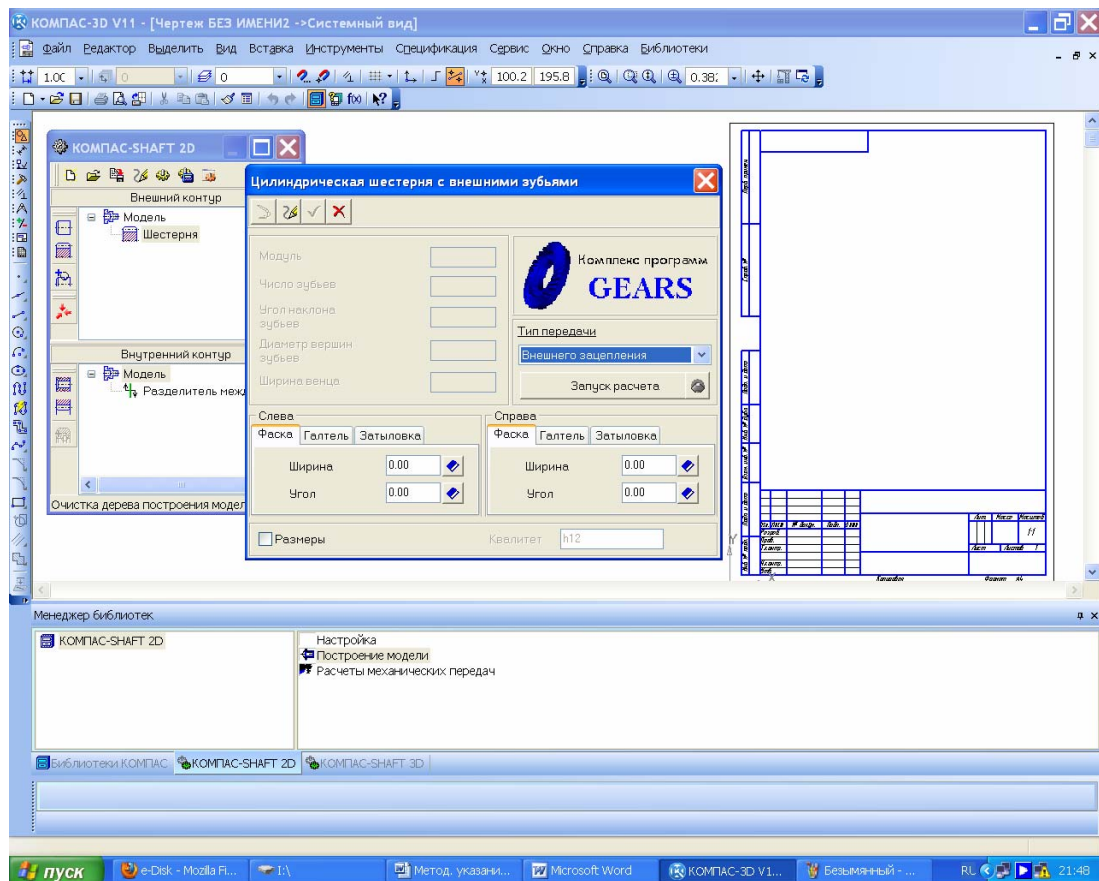 КОМПАС-3D V11 - [Чертеж БЕЗ ИМЕНИ2 ->Системный вид]
Файл Редактор Выделить Вид Вставка Инструменты Спецификация Сервис Окно Справка Библиотеки
1.0 0 0 100.2 195.8 0.38
КОМПАС-SHAFT 2D
Внешний контур
Модель
Шестерня
Внутренний контур
Модель
Разделитель меж
Очистка дерева построения модел
Цилиндрическая шестерня с внешними зубьями
Модуль
Число зубьев
Угол наклона
зубьев
Диаметр вершин
зубьев
Ширина венца
Комплекс программ
GEARS
Тип передачи
Внешнего зацепления
Запуск расчета
Слева
Фаска Галтель Затыловка
Ширина 0.00
Угол 0.00
Справа
Фаска Галтель Затыловка
Ширина 0.00
Угол 0.00
Размеры Квалитет h12
Менеджер библиотек
КОМПАС-SHAFT 2D
Настройка
Построение модели
Расчеты механических передач
Библиотеки КОМПАС КОМПАС-SHAFT 2D КОМПАС-SHAFT 3D
пуск e-Disk - Mozilla Fi... I:\ Метод. указани... Microsoft Word КОМПАС-3D V1... Безымянный - ... RU 21:48